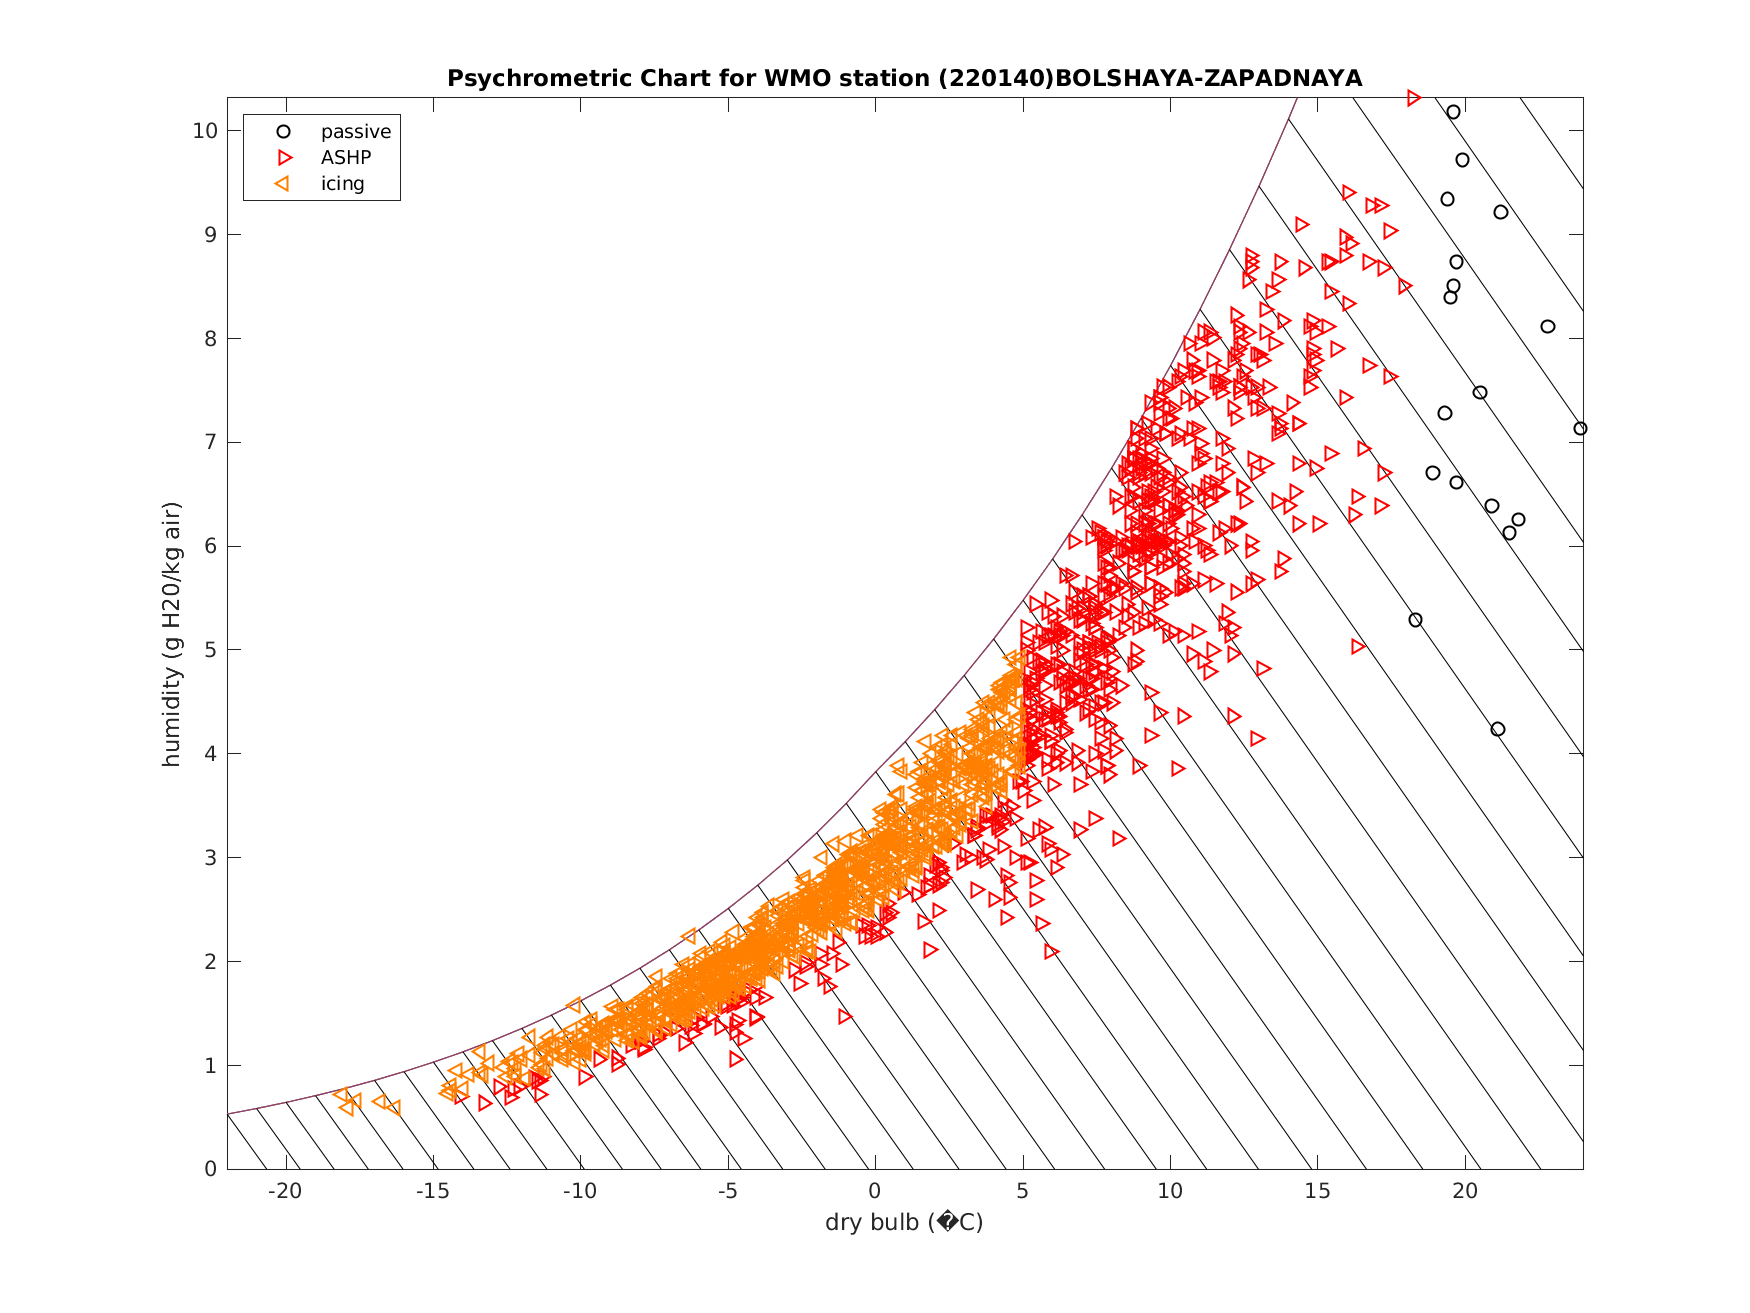 Psychrometric Chart for WMO station (220140)BOLSHAYA-ZAPADNAYA
passive
ASHP
icing
10
9
8
7
6
5
4
3
2
1
0
humidity (g H20/kg air)
-20 -15 -10 -5 0 5 10 15 20
dry bulb (�C)